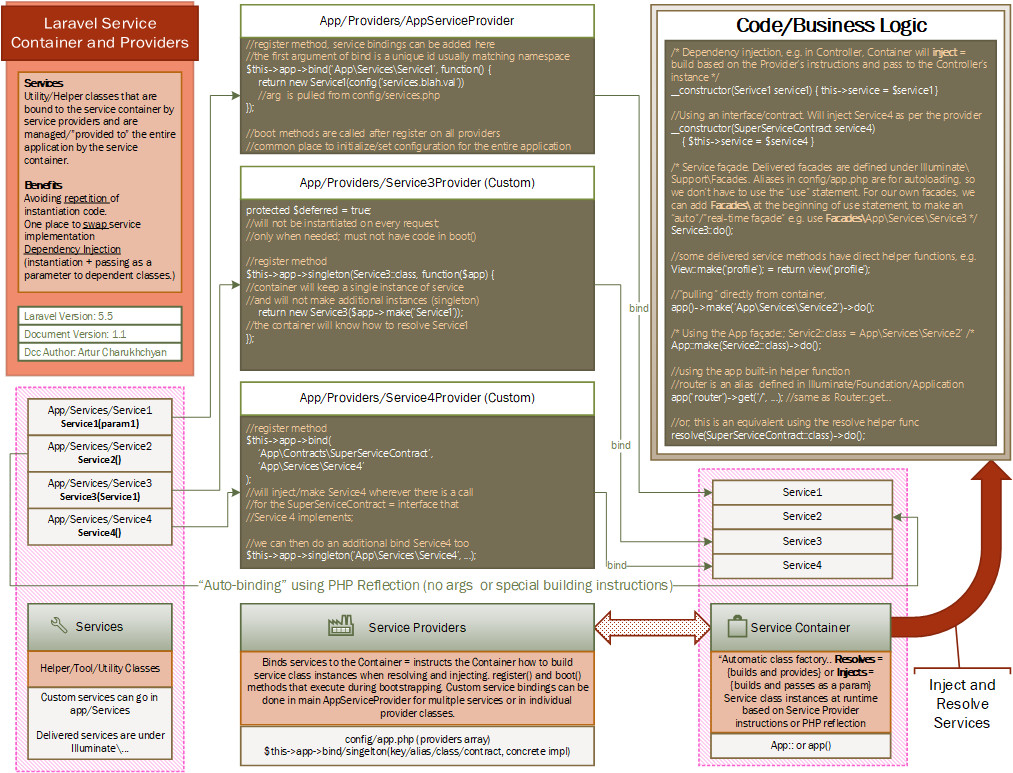 Laravel Service
Container and Providers
Services
Utility/Helper classes that are
bound to the service container by
service providers and are
managed/"provided to" the entire
application by the service
container.
Benefits
Avoiding repetition of
instantiation code.
One place to swap service
implementation
Dependency Injection
(instantiation + passing as a
parameter to dependent classes.)
Laravel Version: 5.5
Document Version: 1.1
Doc Author: Artur Charukhchyan
App/Services/Service1
Service1(param1)
App/Services/Service2
Service2()
App/Services/Service3
Service3(Service1)
App/Services/Service4
Service4()
Services
Helper/Tool/Utility Classes
Custom services can go in
app/Services
Delivered services are under
Illuminate\...
App/Providers/AppServiceProvider
//register method, service bindings can be added here
//the first argument of bind is a unique id usually matching namespace
$this->app->bind('App\Services\Service1', function() {
return new Service1(config('services.blah.val'))
//arg is pulled from config/services.php
});
//boot methods are called after register on all providers
//common place to initialize/set configuration for the entire application
App/Providers/Service3Provider (Custom)
protected $deferred = true;
//will not be instantiated on every request;
//only when needed; must not have code in boot()
//register method
$this->app->singleton(Service3::class, function($app) {
//container will keep a single instance of service
//and will not make additional instances (singleton)
return new Service3($app->make('Service1'));
//the container will know how to resolve Service1
});
App/Providers/Service4Provider (Custom)
//register method
$this->app->bind(
'App\Contracts\SuperServiceContract',
'App\Services\Service4'
);
//will inject/make Service4 wherever there is a call
//for the SuperServiceContract = interface that
//Service 4 implements;
//we can then do an additional bind Service4 too
$this->app->singleton('App\Services\Service4', ...);
"Auto-binding" using PHP Reflection (no args or special building instructions)
Service Providers
Binds services to the Container = instructs the Container how to build
service class instances when resolving and injecting. register() and boot()
methods that execute during bootstrapping. Custom service bindings can be
done in main AppServiceProvider for mulitple services or in individual
provider classes.
config/app.php (providers array)
$this->app->bind/singelton(key/alias/class/contract, concrete impl)
bind
bind
bind
Code/Business Logic
/* Dependency injection, e.g. in Controller, Container will inject =
build based on the Provider's instructions and pass to the Controller's
instance */
__constructor(Service1 service1) { this->service = $service1}
//Using an interface/contract. Will inject Service4 as per the provider
__constructor(SuperServiceContract service4)
{ $this->service = $service4 }
/* Service façade. Delivered facades are defined under Illuminate\
Support\Facades. Aliases in config/app.php are for autoloading, so
we don't have to use the "use" statement. For our own facades, we
can add Facades\ at the beginning of use statement, to make an
"auto"/"real-time façade" e.g. use Facades\App\Services\Service3 */
Service3::do();
//some delivered service methods have direct helper functions, e.g.
View::make('profile'); = return view('profile');
//"pulling" directly from container,
app()->make('App\Services\Service2')->do();
/* Using the App façade;; Servic2::class = App\Services\Service2' /*
App::make(Service2::class)->do();
//using the app built-in helper function
//router is an alias defined in Illuminate/Foundation/Application
app('router')->get('/', ...); //same as Router::get...
//or; this is an equivalent using the resolve helper func
resolve(SuperServiceContract::class)->do();
Service1
Service2
Service3
Service4
Service Container
"Automatic class factory.. Resolves =
{builds and provides} or Injects =
{builds and passes as a param}
Service class instances at runtime
based on Service Provider
instructions or PHP reflection
App:: or app()
Inject and
Resolve
Services